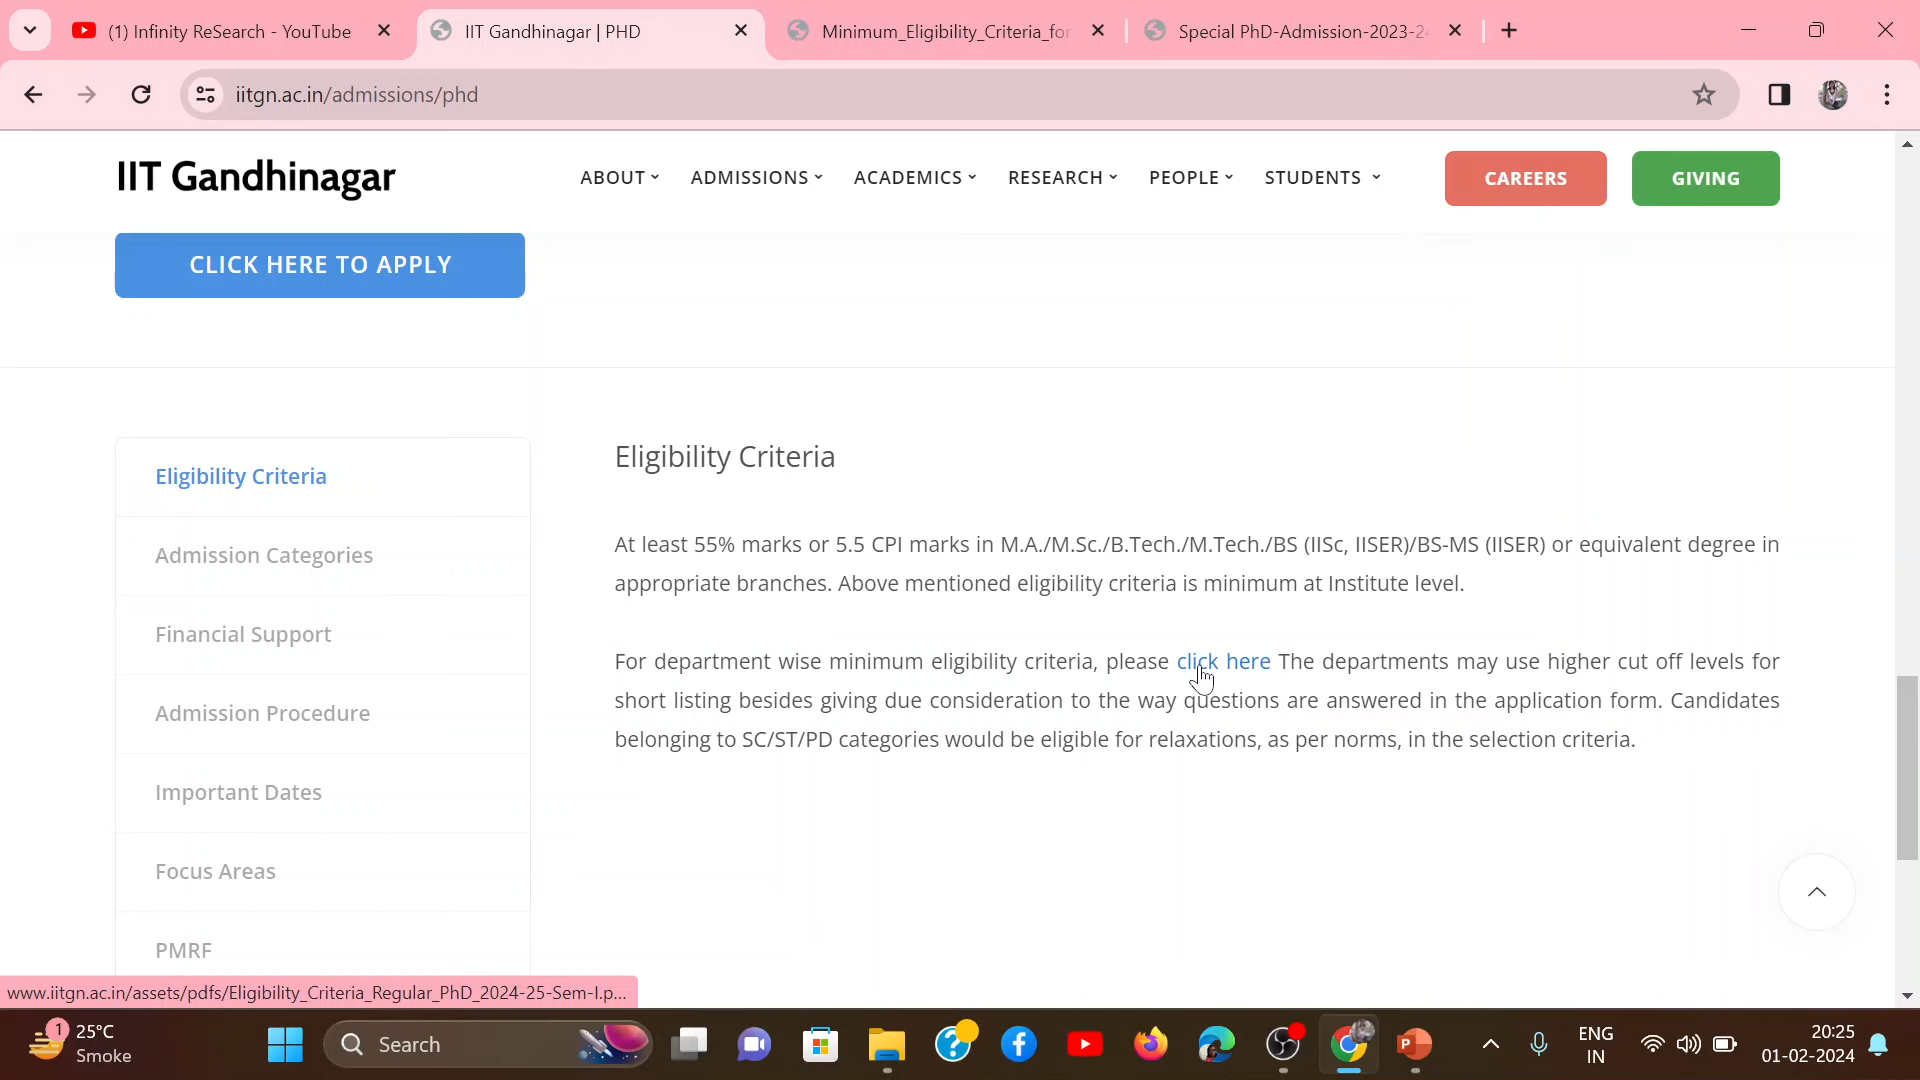 (1) Infinity ReSearch - YouTube
IIT Gandhinagar | PHD
Minimum_Eligibility_Criteria_for
Special PhD-Admission-2023-2
iitgn.ac.in/admissions/phd
IIT Gandhinagar
ABOUT
ADMISSIONS
ACADEMICS
RESEARCH
PEOPLE
STUDENTS
CAREERS
GIVING
CLICK HERE TO APPLY
Eligibility Criteria
Admission Categories
Financial Support
Admission Procedure
Important Dates
Focus Areas
PMRF
Eligibility Criteria
At least 55% marks or 5.5 CPI marks in M.A./M.Sc./B.Tech./M.Tech./BS (IISc, IISER)/BS-MS (IISER) or equivalent degree in
appropriate branches. Above mentioned eligibility criteria is minimum at Institute level.
For department wise minimum eligibility criteria, please click here The departments may use higher cut off levels for
short listing besides giving due consideration to the way questions are answered in the application form. Candidates
belonging to SC/ST/PD categories would be eligible for relaxations, as per norms, in the selection criteria.
www.iitgn.ac.in/assets/pdfs/Eligibility_Criteria_Regular_PhD_2024-25-Sem-I.p...
1
25°C
Smoke
Search
ENG
IN
20:25
01-02-2024